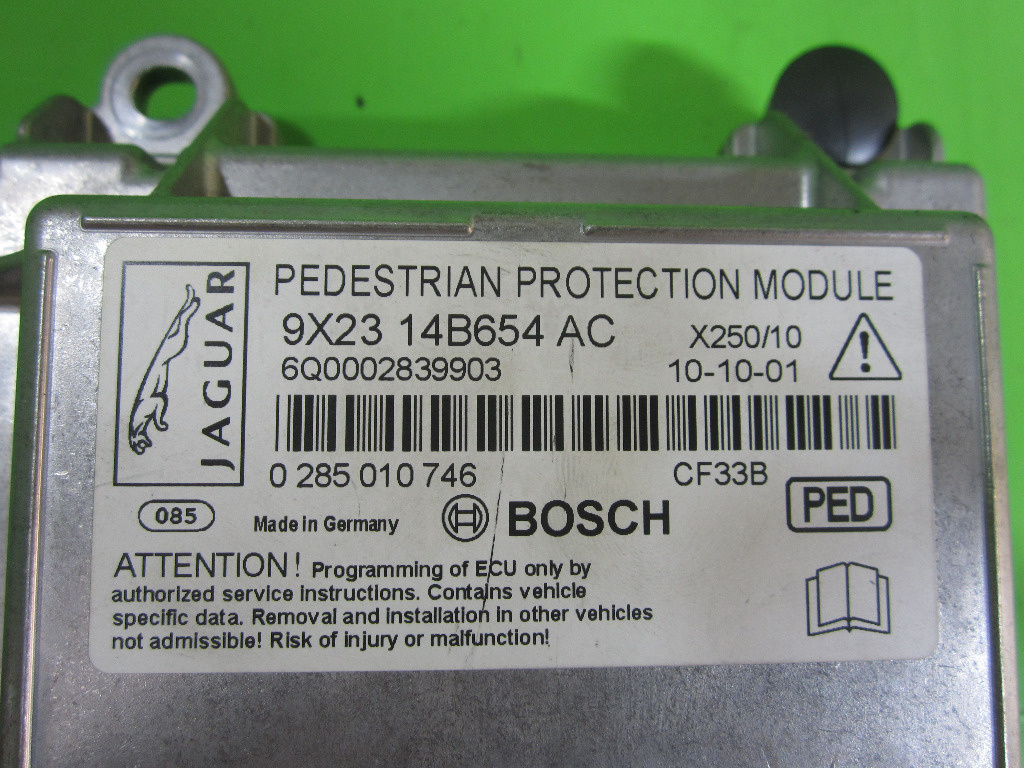 JAGUAR
PEDESTRIAN PROTECTION MODULE
9X23 14B654 AC
X250/10
6Q0002839903
10-10-01
0 285 010 746
CF33B
085
Made in Germany
BOSCH
PED
ATTENTION! Programming of ECU only by
authorized service instructions. Contains vehicle
specific data. Removal and installation in other vehicles
not admissible! Risk of injury or malfunction!